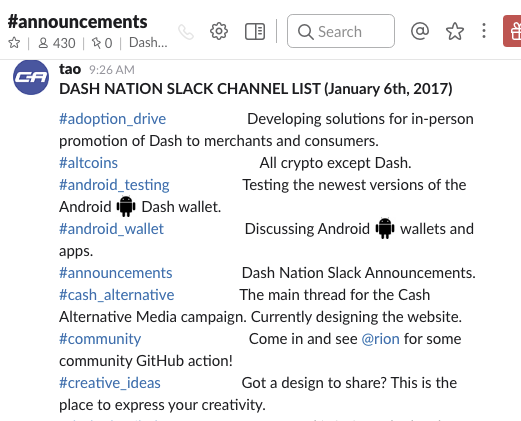 #announcements
430 | 0 | Dash...
Search
tao 9:26 AM
DASH NATION SLACK CHANNEL LIST (January 6th, 2017)
#adoption_drive Developing solutions for in-person
promotion of Dash to merchants and consumers.
#altcoins All crypto except Dash.
#android_testing Testing the newest versions of the
Android Dash wallet.
#android_wallet Discussing Android wallets and
apps.
#announcements Dash Nation Slack Announcements.
#cash_alternative The main thread for the Cash
Alternative Media campaign. Currently designing the website.
#community Come in and see @rion for some
community GitHub action!
#creative_ideas Got a design to share? This is the
place to express your creativity.